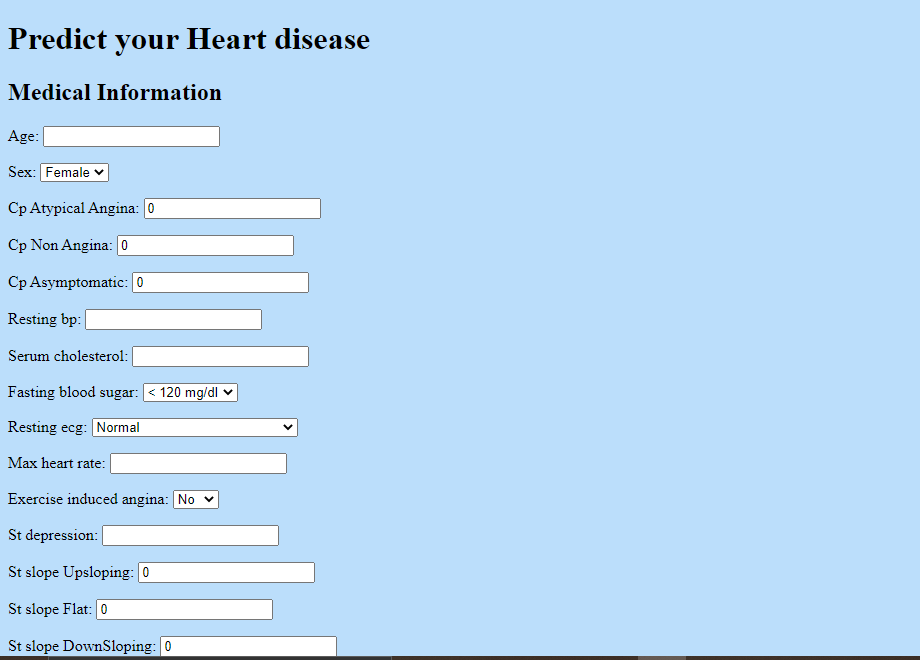 Predict your Heart disease
Medical Information
Age:
Sex: Female
Cp Atypical Angina: 0
Cp Non Angina: 0
Cp Asymptomatic: 0
Resting bp:
Serum cholesterol:
Fasting blood sugar: < 120 mg/dl
Resting ecg: Normal
Max heart rate:
Exercise induced angina: No
St depression:
St slope Upsloping: 0
St slope Flat: 0
St slope DownSloping: 0